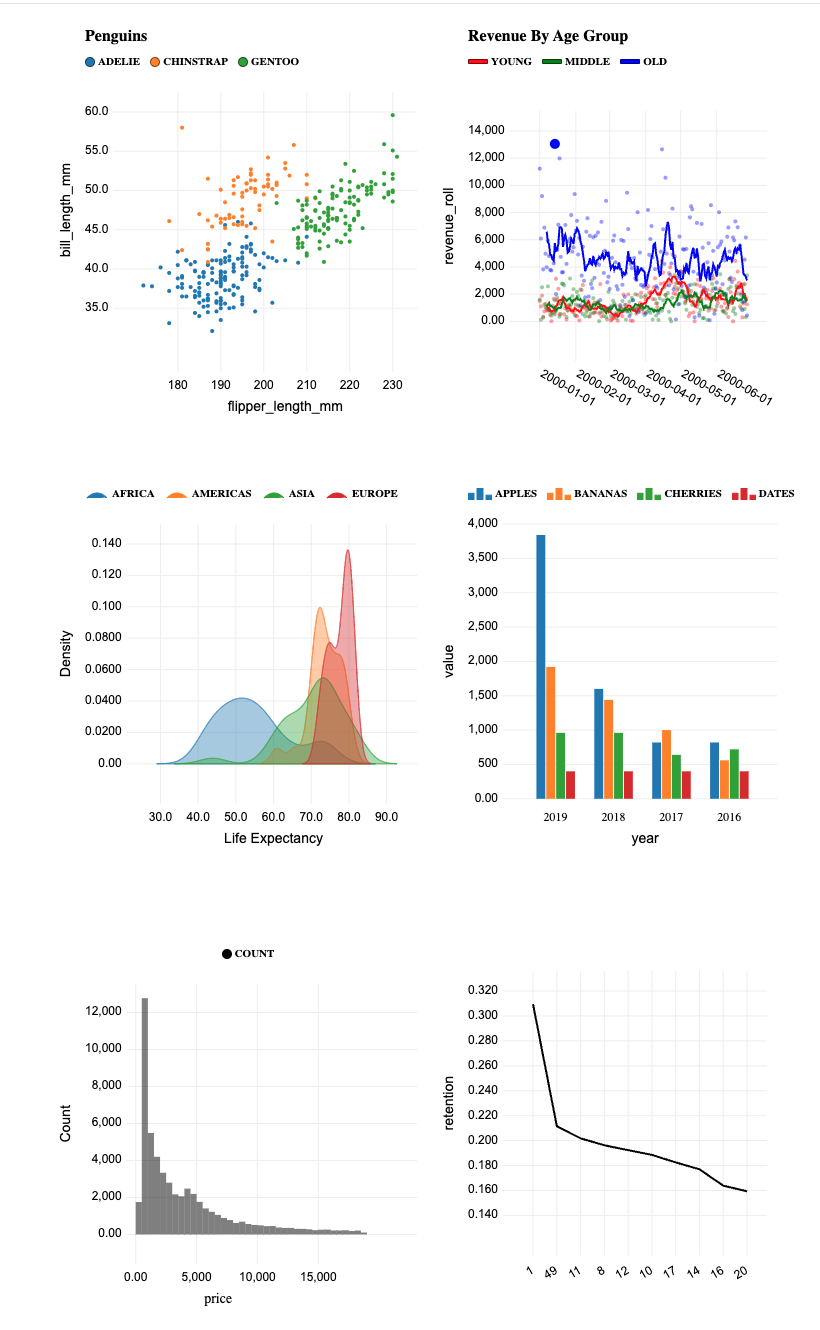 Penguins
ADELIE CHINSTRAP GENTOO
60.0
55.0
50.0
45.0
40.0
35.0
bill_length_mm
180 190 200 210 220 230
flipper_length_mm
Revenue By Age Group
YOUNG MIDDLE OLD
14,000
12,000
10,000
8,000
6,000
4,000
2,000
0.00
revenue_roll
2000-01-01 2000-02-01 2000-03-01 2000-04-01 2000-05-01 2000-06-01
AFRICA AMERICAS ASIA EUROPE
0.140
0.120
0.100
0.0800
0.0600
0.0400
0.0200
0.00
Density
30.0 40.0 50.0 60.0 70.0 80.0 90.0
Life Expectancy
APPLES BANANAS CHERRIES DATES
4,000
3,500
3,000
2,500
2,000
1,500
1,000
500
0.00
value
2019 2018 2017 2016
year
COUNT
12,000
10,000
8,000
6,000
4,000
2,000
0.00
Count
0.00 5,000 10,000 15,000
price
0.320
0.300
0.280
0.260
0.240
0.220
0.200
0.180
0.160
0.140
retention
1 49 11 8 12 10 17 14 16 20